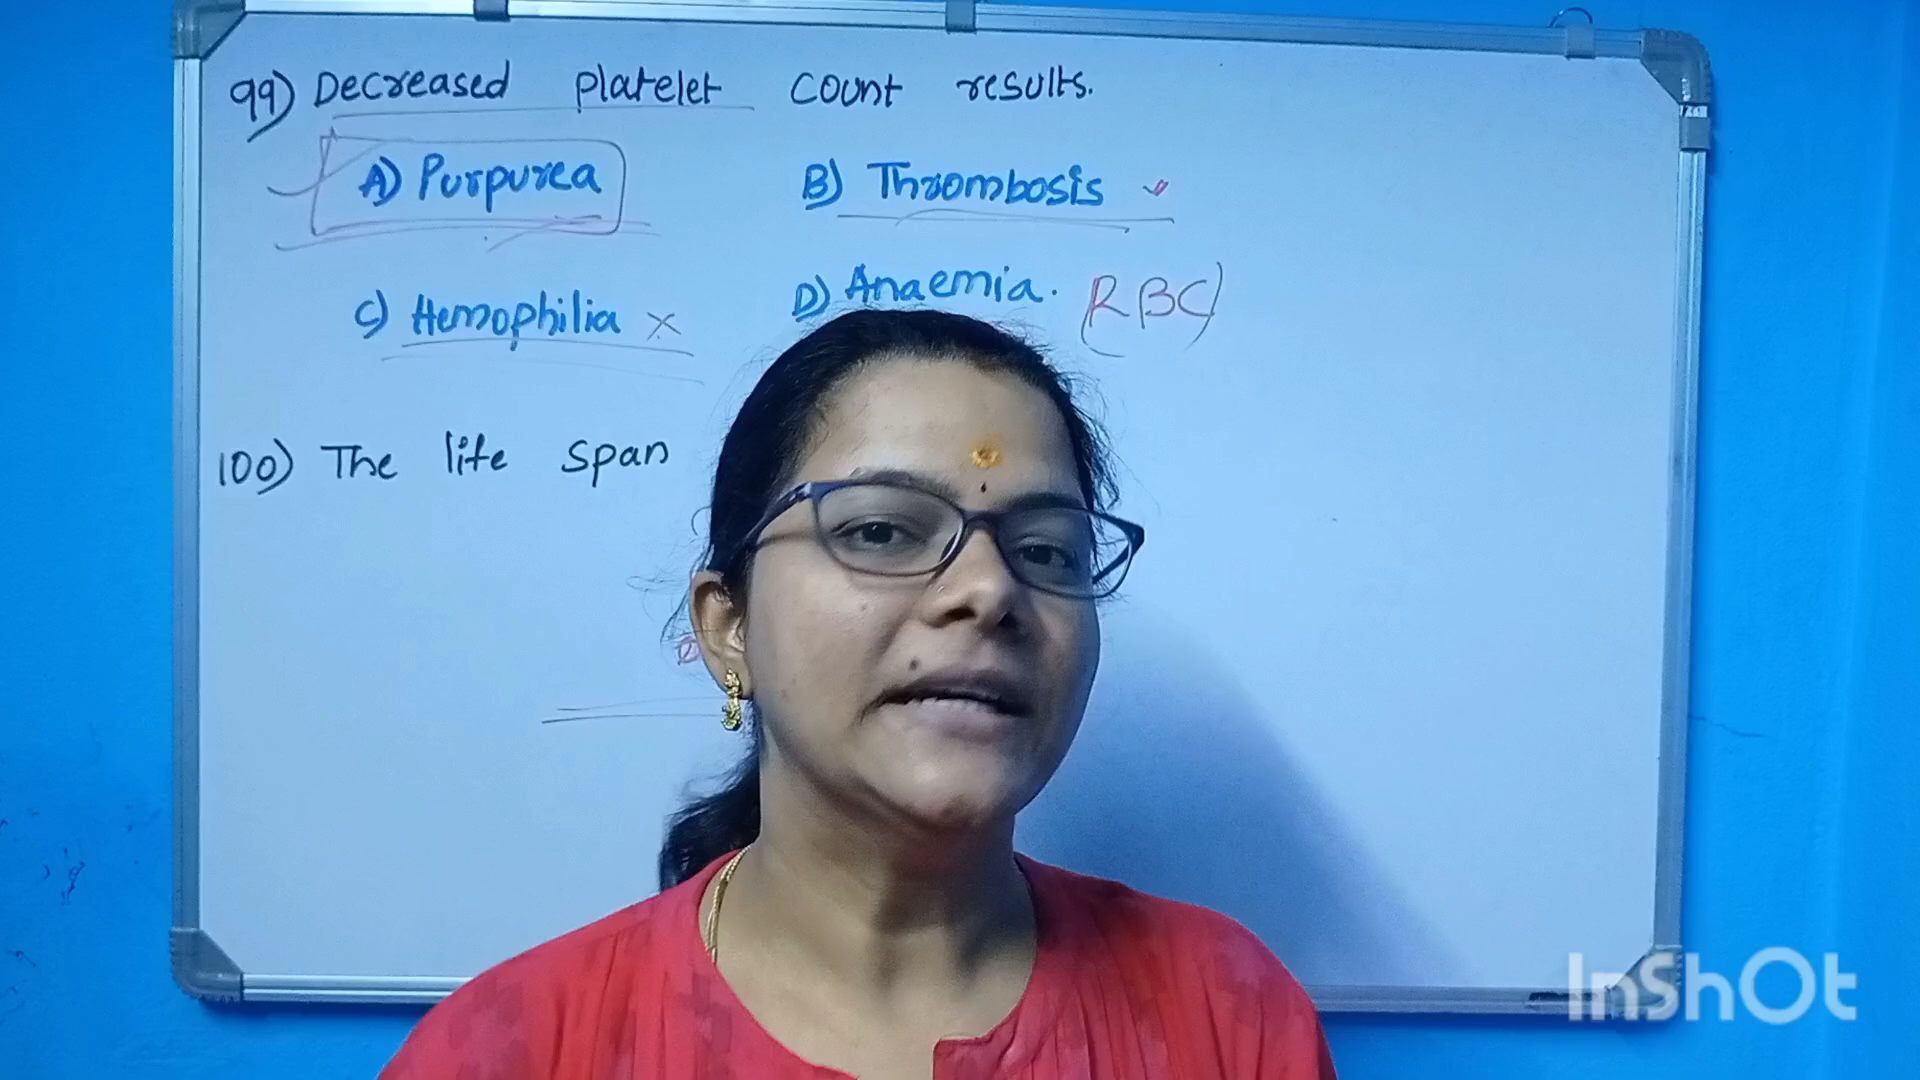 99) Decreased platelet count results.
A) Purpurea B) Thrombosis
C) Hemophilia x D) Anaemia. (RBC)
100) The life span
InShOt